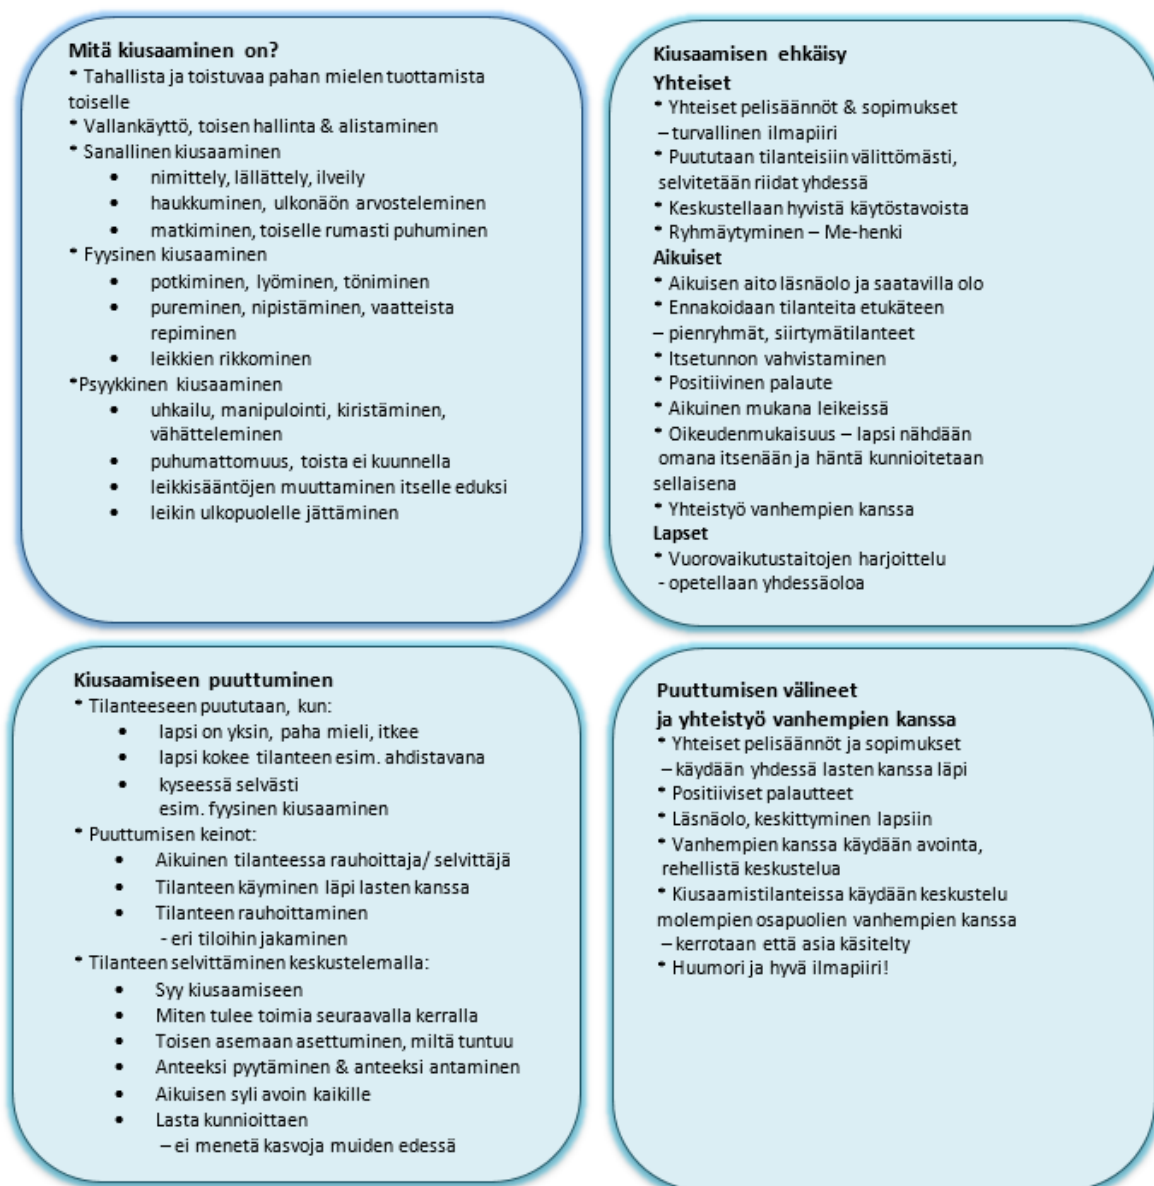 Mitä kiusaaminen on?
* Tahallista ja toistuvaa pahan mielen tuottamista
toiselle
* Vallankäyttö, toisen hallinta & alistaminen
* Sanallinen kiusaaminen
• nimittely, lällättely, ilveily
• haukkuminen, ulkonäön arvosteleminen
• matkiminen, toiselle rumasti puhuminen
* Fyysinen kiusaaminen
• potkiminen, lyöminen, töniminen
• pureminen, nipistäminen, vaatteista
repiminen
• leikkien rikkominen
*Psyykkinen kiusaaminen
• uhkailu, manipulointi, kiristäminen,
vähätteleminen
• puhumattomuus, toista ei kuunnella
• leikkisääntöjen muuttaminen itselle eduksi
• leikin ulkopuolelle jättäminen
Kiusaamisen ehkäisy
Yhteiset
* Yhteiset pelisäännöt & sopimukset
– turvallinen ilmapiiri
* Puututaan tilanteisiin välittömästi,
selvitetään riidat yhdessä
* Keskustellaan hyvistä käytöstavoista
* Ryhmäytyminen – Me-henki
Aikuiset
* Aikuisen aito läsnäolo ja saatavilla olo
* Ennakoidaan tilanteita etukäteen
– pienryhmät, siirtymätilanteet
* Itsetunnon vahvistaminen
* Positiivinen palaute
* Aikuinen mukana leikeissä
* Oikeudenmukaisuus – lapsi nähdään
omana itsenään ja häntä kunnioitetaan
sellaisena
* Yhteistyö vanhempien kanssa
Lapset
* Vuorovaikutustaitojen harjoittelu
- opetellaan yhdessäoloa
Kiusaamiseen puuttuminen
* Tilanteeseen puututaan, kun:
• lapsi on yksin, paha mieli, itkee
• lapsi kokee tilanteen esim. ahdistavana
• kyseessä selvästi
esim. fyysinen kiusaaminen
* Puuttumisen keinot:
• Aikuinen tilanteessa rauhoittaja/ selvittäjä
• Tilanteen käyminen läpi lasten kanssa
• Tilanteen rauhoittaminen
- eri tiloihin jakaminen
* Tilanteen selvittäminen keskustelemalla:
• Syy kiusaamiseen
• Miten tulee toimia seuraavalla kerralla
• Toisen asemaan asettuminen, miltä tuntuu
• Anteeksi pyytäminen & anteeksi antaminen
• Aikuisen syli avoin kaikille
• Lasta kunnioittaen
– ei menetä kasvoja muiden edessä
Puuttumisen välineet
ja yhteistyö vanhempien kanssa
* Yhteiset pelisäännöt ja sopimukset
– käydään yhdessä lasten kanssa läpi
* Positiiviset palautteet
* Läsnäolo, keskittyminen lapsiin
* Vanhempien kanssa käydään avointa,
rehellistä keskustelua
* Kiusaamistilanteissa käydään keskustelu
molempien osapuolien vanhempien kanssa
– kerrotaan että asia käsitelty
* Huumori ja hyvä ilmapiiri!